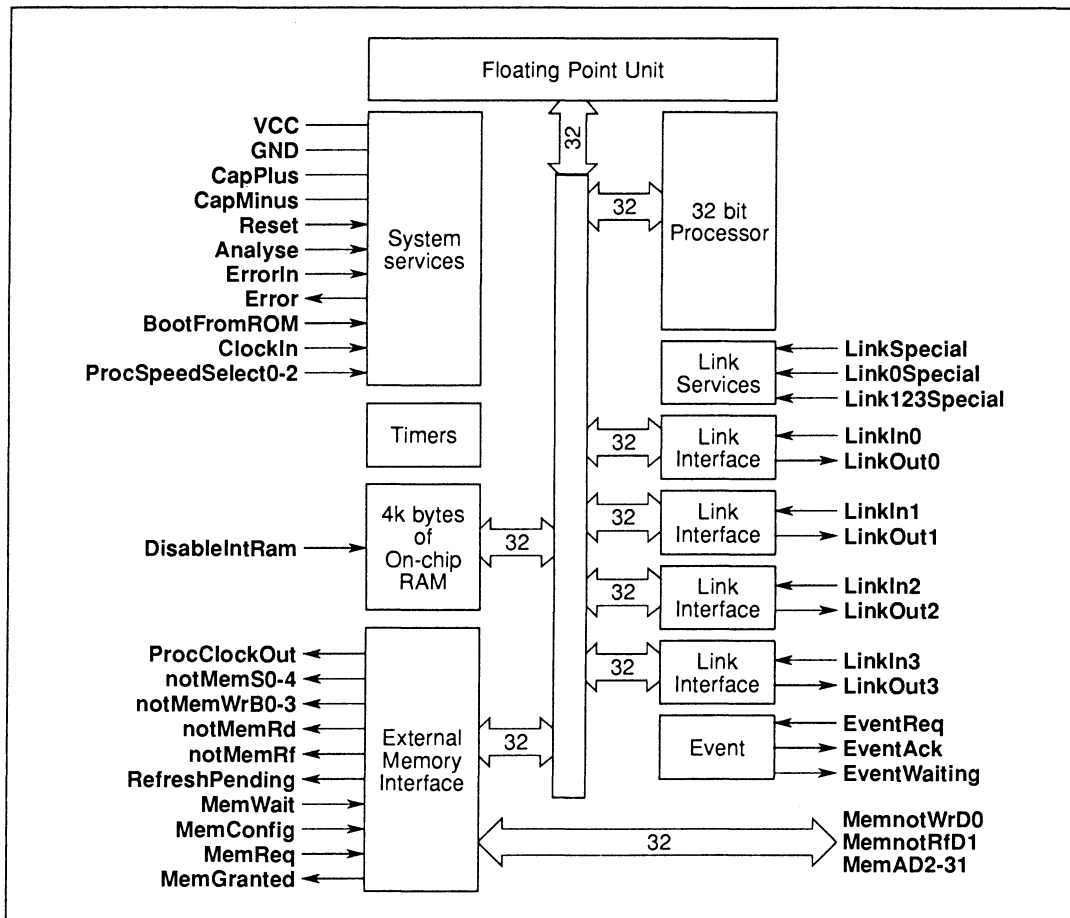 Floating Point Unit
32
VCC
GND
CapPlus
CapMinus
Reset
Analyse
ErrorIn
Error
BootFromROM
ClockIn
ProcSpeedSelect0-2
System
services
32
32 bit
Processor
Link
Services
LinkSpecial
Link0Special
Link123Special
Timers
32
Link
Interface
LinkIn0
LinkOut0
DisableIntRam
4k bytes
of
On-chip
RAM
32
32
Link
Interface
LinkIn1
LinkOut1
32
Link
Interface
LinkIn2
LinkOut2
32
Link
Interface
LinkIn3
LinkOut3
ProcClockOut
notMemS0-4
notMemWrB0-3
notMemRd
notMemRf
RefreshPending
MemWait
MemConfig
MemReq
MemGranted
External
Memory
Interface
32
Event
EventReq
EventAck
EventWaiting
32
MemnotWrD0
MemnotRfD1
MemAD2-31